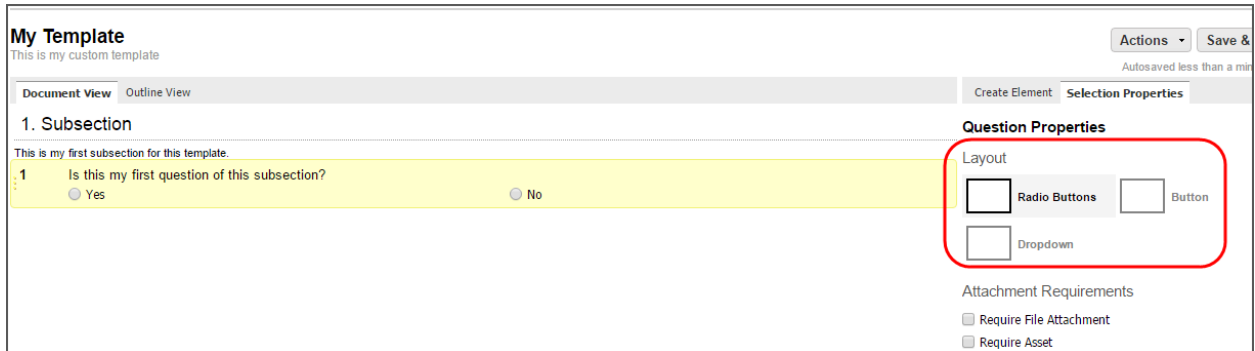 My Template
This is my custom template
Actions
Save &
Autosaved less than a min
Document View
Outline View
Create Element
Selection Properties
1. Subsection
This is my first subsection for this template.
1
Is this my first question of this subsection?
Yes
No
Question Properties
Layout
Radio Buttons
Button
Dropdown
Attachment Requirements
Require File Attachment
Require Asset